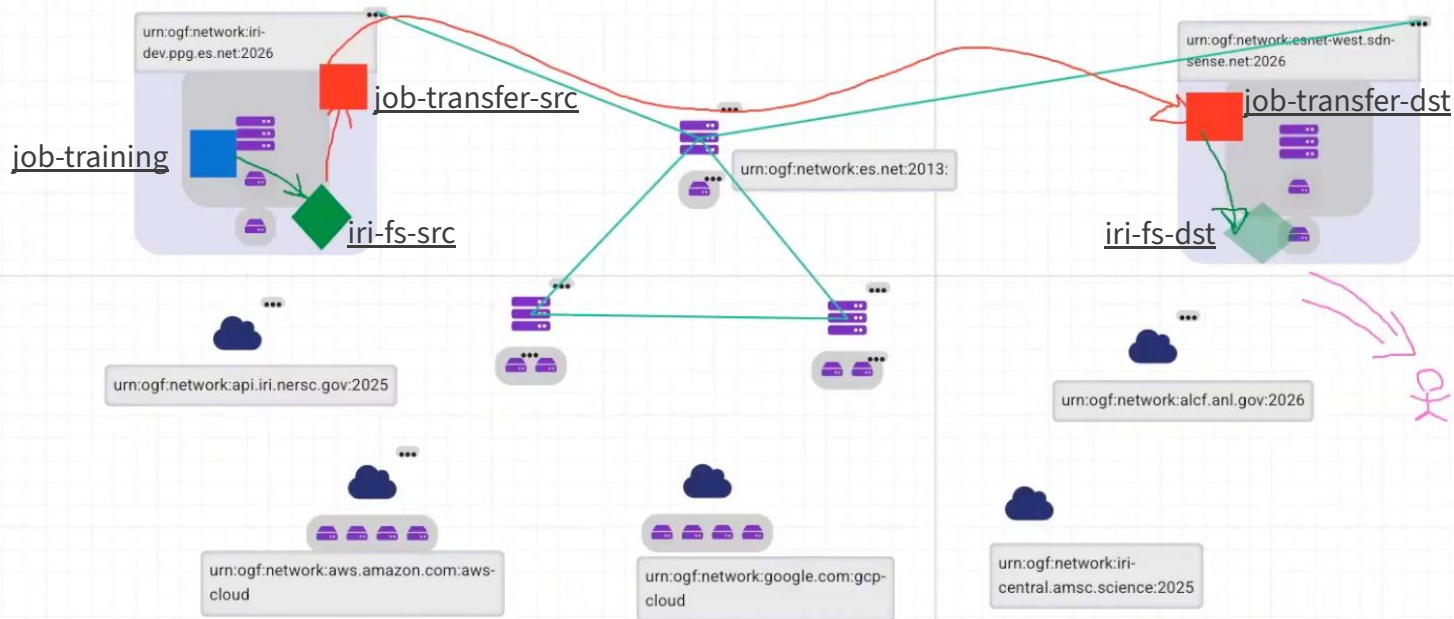 urn:ogf:network:iri-
dev.ppg.es.net:2026
urn:ogf:network:esnet-west.sdn-
sense.net:2026
job-transfer-src
job-transfer-dst
job-training
urn:ogf:network:es.net:2013:
iri-fs-src
iri-fs-dst
urn:ogf:network:api.iri.nersc.gov:2025
urn:ogf:network:alcf.anl.gov:2026
urn:ogf:network:aws.amazon.com:aws-
cloud
urn:ogf:network:google.com:gcp-
cloud
urn:ogf:network:iri-
central.amsc.science:2025